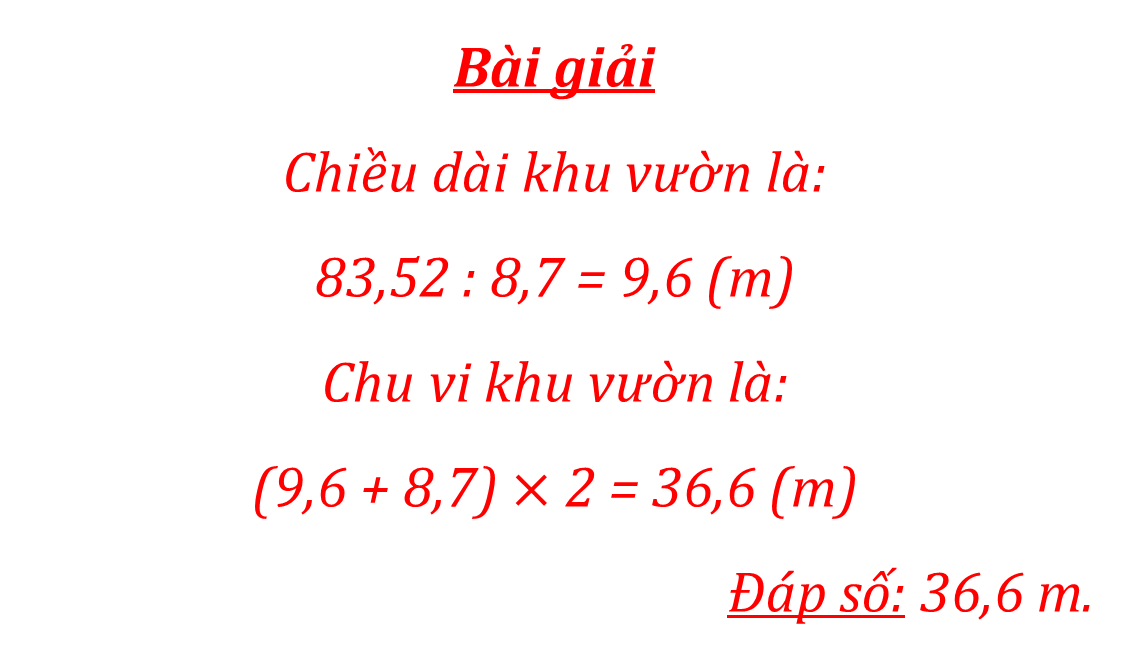 Bài giải
Chiều dài khu vườn là:
83,52 : 8,7 = 9,6 (m)
Chu vi khu vườn là:
(9,6 + 8,7) × 2 = 36,6 (m)
Đáp số: 36,6 m.